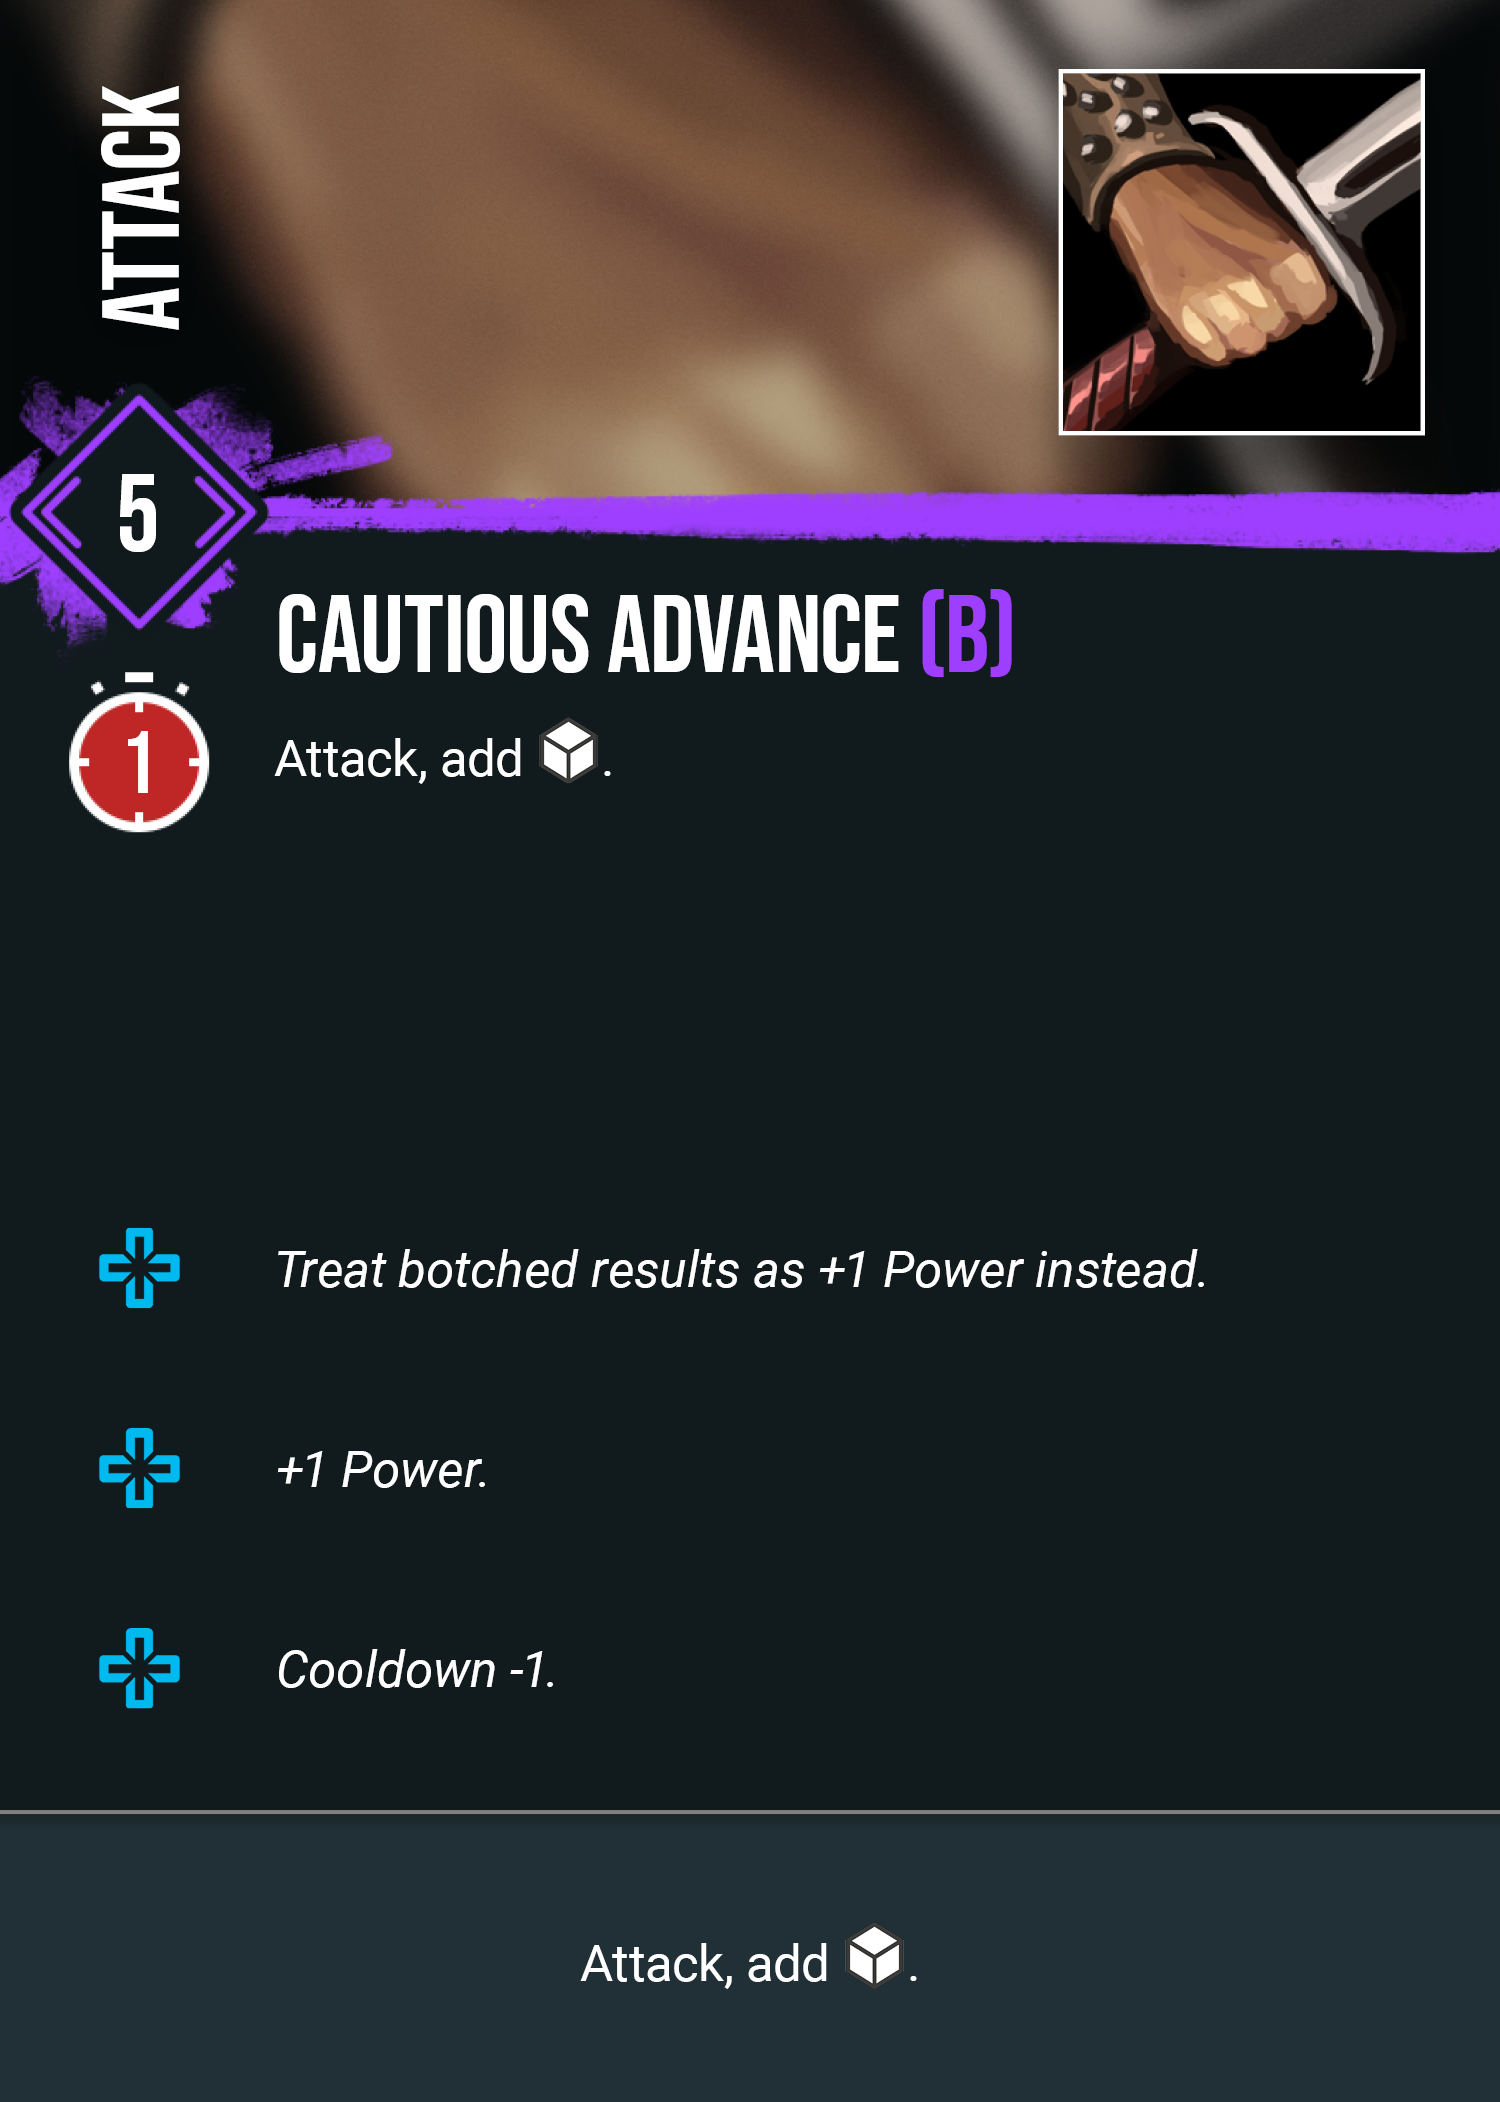 ATTACK
5
CAUTIOUS ADVANCE (B)
1
Attack, add .
Treat botched results as +1 Power instead.
+1 Power.
Cooldown -1.
Attack, add .